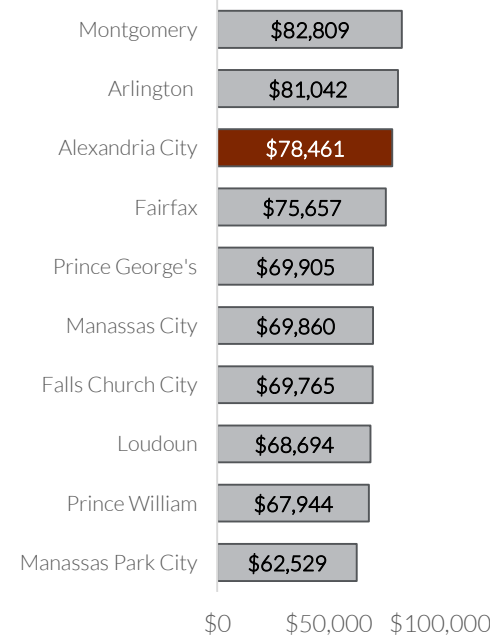 Montgomery $82,809
Arlington $81,042
Alexandria City $78,461
Fairfax $75,657
Prince George's $69,905
Manassas City $69,860
Falls Church City $69,765
Loudoun $68,694
Prince William $67,944
Manassas Park City $62,529
$0 $50,000 $100,000